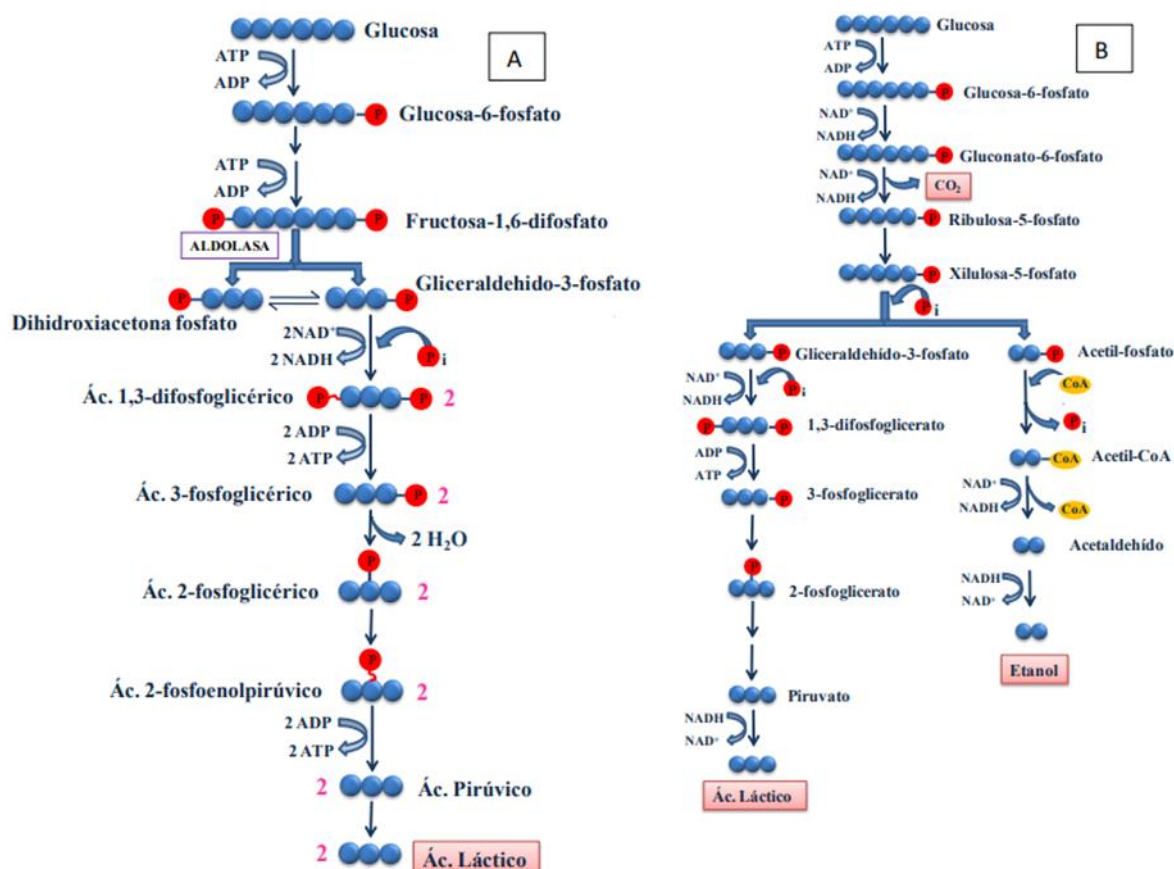 A
Glucosa
ATP
ADP
P
Glucosa-6-fosfato
ATP
ADP
P
P
Fructosa-1,6-difosfato
ALDOLASA
P
P
Gliceraldehido-3-fosfato
Dihidroxiacetona fosfato
2NAD⁺
2 NADH
P i
Ác. 1,3-difosfoglicérico
P
P
2
2 ADP
2 ATP
Ác. 3-fosfoglicérico
P
2
2 H₂O
P
Ác. 2-fosfoglicérico
2
P
Ác. 2-fosfoenolpirúvico
2
2 ADP
2 ATP
2
Ác. Pirúvico
2
Ác. Láctico
B
Glucosa
ATP
ADP
P
Glucosa-6-fosfato
NAD⁺
NADH
P
Gluconato-6-fosfato
NAD⁺
NADH
CO₂
P
Ribulosa-5-fosfato
P
Xilulosa-5-fosfato
P i
P
Gliceraldehído-3-fosfato
NAD⁺
NADH
P i
P
P
1,3-difosfoglicerato
ADP
ATP
P
3-fosfoglicerato
P
2-fosfoglicerato
Piruvato
NADH
NAD⁺
Ác. Láctico
P
Acetil-fosfato
CoA
P i
CoA
Acetil-CoA
NAD⁺
NADH
CoA
Acetaldehído
NADH
NAD⁺
Etanol